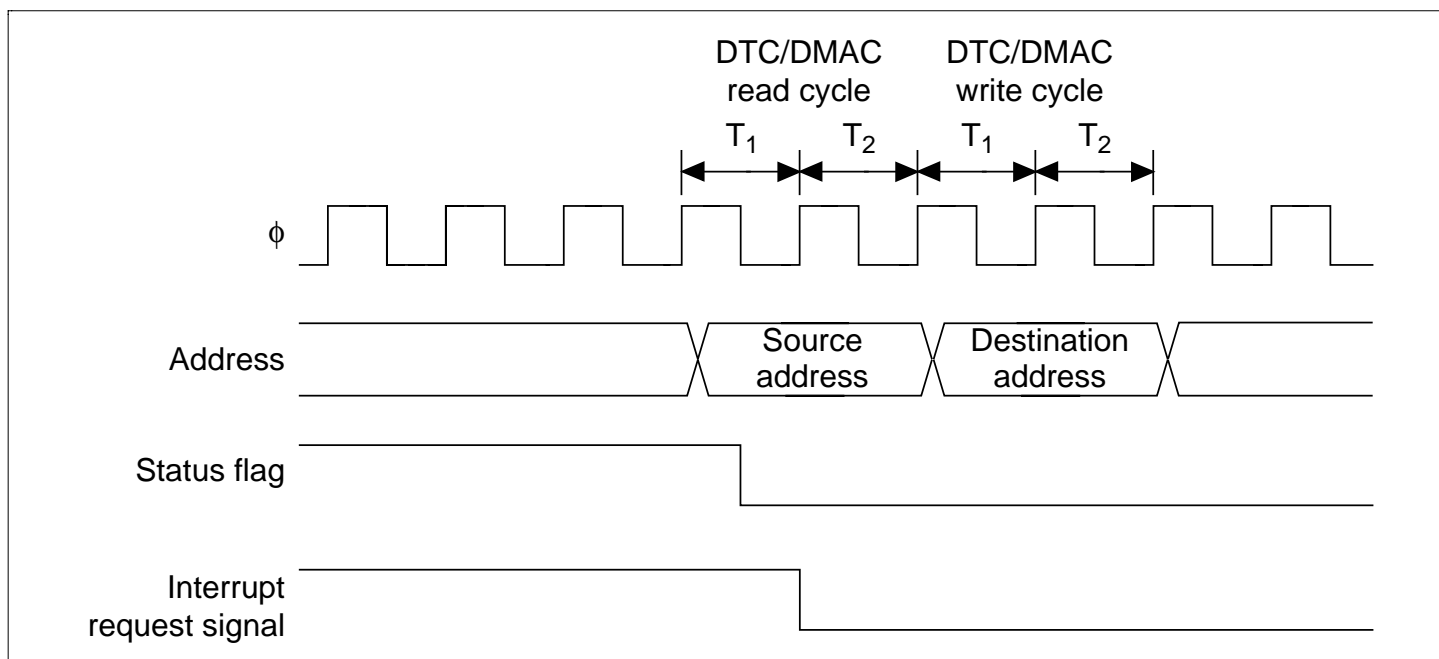 DTC/DMAC DTC/DMAC
read cycle write cycle
T1 T2 T1 T2
ϕ
Address
Source
address
Destination
address
Status flag
Interrupt
request signal